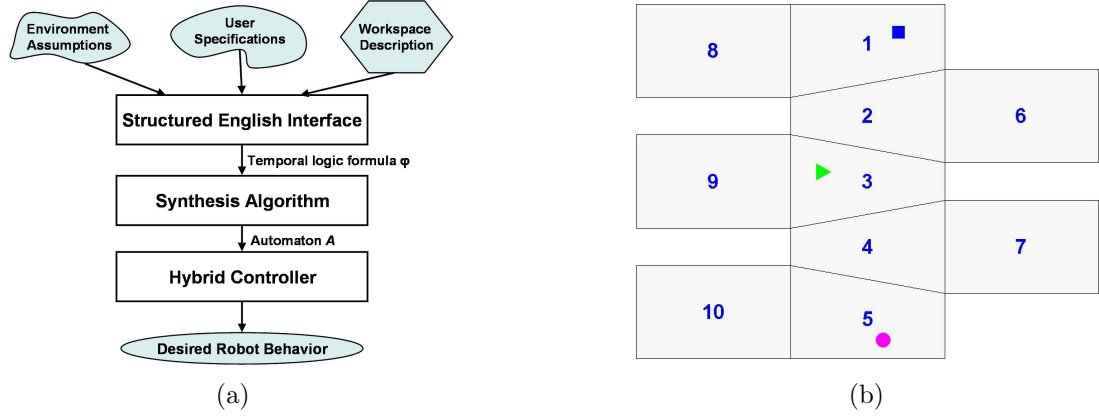 Environment
Assumptions
User
Specifications
Workspace
Description
Structured English Interface
Temporal logic formula φ
Synthesis Algorithm
Automaton A
Hybrid Controller
Desired Robot Behavior
(a)
8
1
2
6
9
3
4
7
10
5
(b)